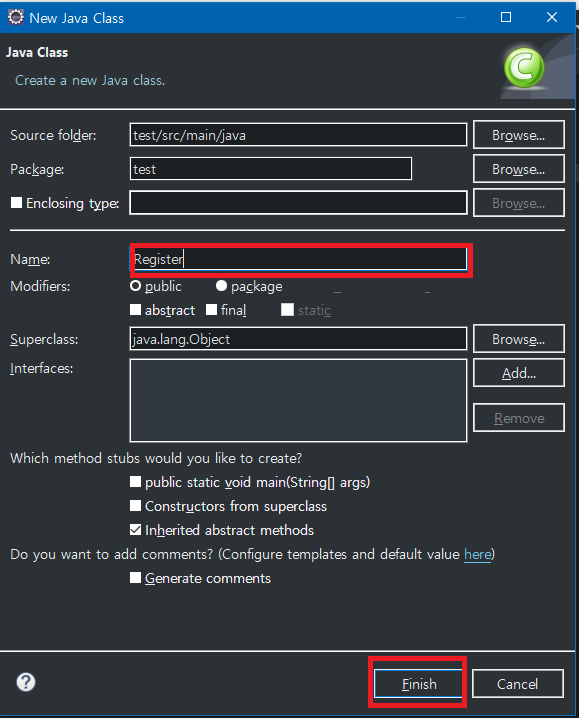 New Java Class
Java Class
Create a new Java class.
Source folder: test/src/main/java Browse...
Package: test Browse...
Enclosing type: Browse...
Name: Register
Modifiers: public package
abstract final static
Superclass: java.lang.Object Browse...
Interfaces: Add...
Remove
Which method stubs would you like to create?
public static void main(String[] args)
Constructors from superclass
Inherited abstract methods
Do you want to add comments? (Configure templates and default value here)
Generate comments
? Finish Cancel